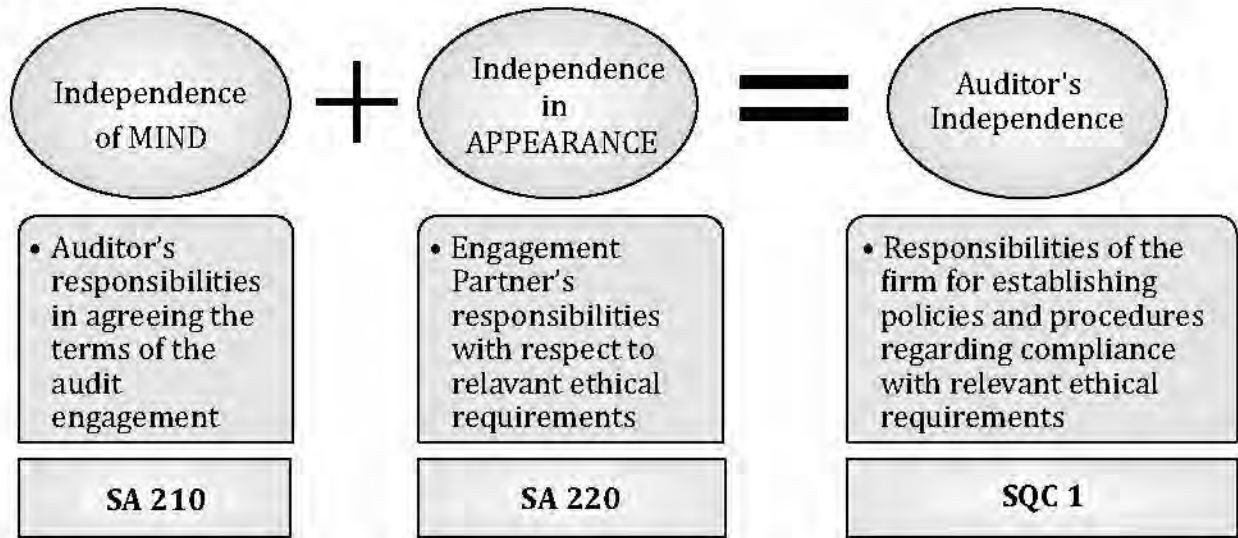 Independence
of MIND
Independence
in
APPEARANCE
Auditor's
Independence
• Auditor's
responsibilities
in agreeing the
terms of the
audit
engagement
• Engagement
Partner's
responsibilities
with respect to
relavant ethical
requirements
• Responsibilities of the
firm for establishing
policies and procedures
regarding compliance
with relevant ethical
requirements
SA 210
SA 220
SQC 1